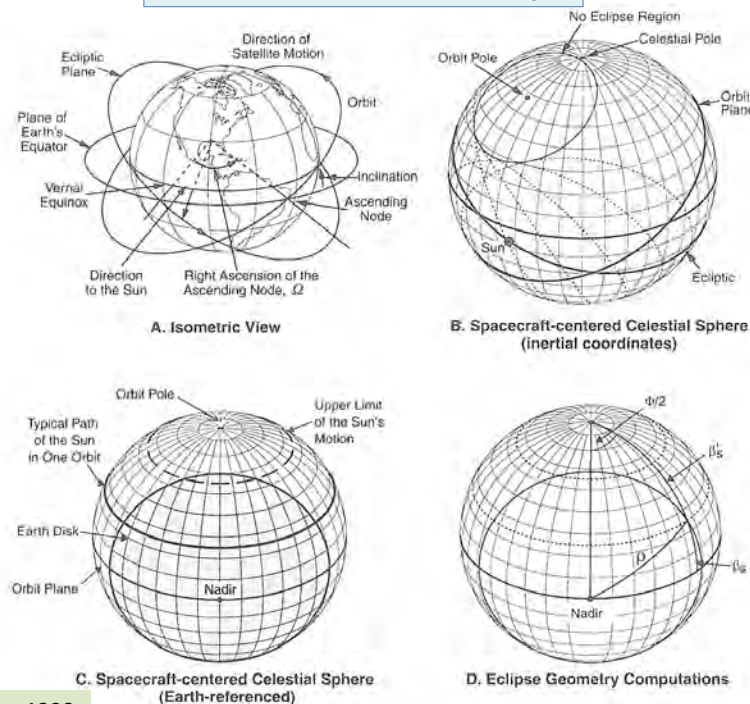 Ecliptic
Plane
Direction of
Satellite Motion
Orbit
Plane of
Earth's
Equator
Vernal
Equinox
Inclination
Ascending
Node
Direction
to the Sun
Right Ascension of the
Ascending Node, Ω
A. Isometric View
No Eclipse Region
Celestial Pole
Orbit Pole
Orbit
Plane
Sun
Ecliptic
B. Spacecraft-centered Celestial Sphere
(inertial coordinates)
Orbit Pole
Typical Path
of the Sun
in One Orbit
Upper Limit
of the Sun's
Motion
Earth Disk
Orbit Plane
Nadir
C. Spacecraft-centered Celestial Sphere
(Earth-referenced)
Φ/2
β's
ρ
βs
Nadir
D. Eclipse Geometry Computations